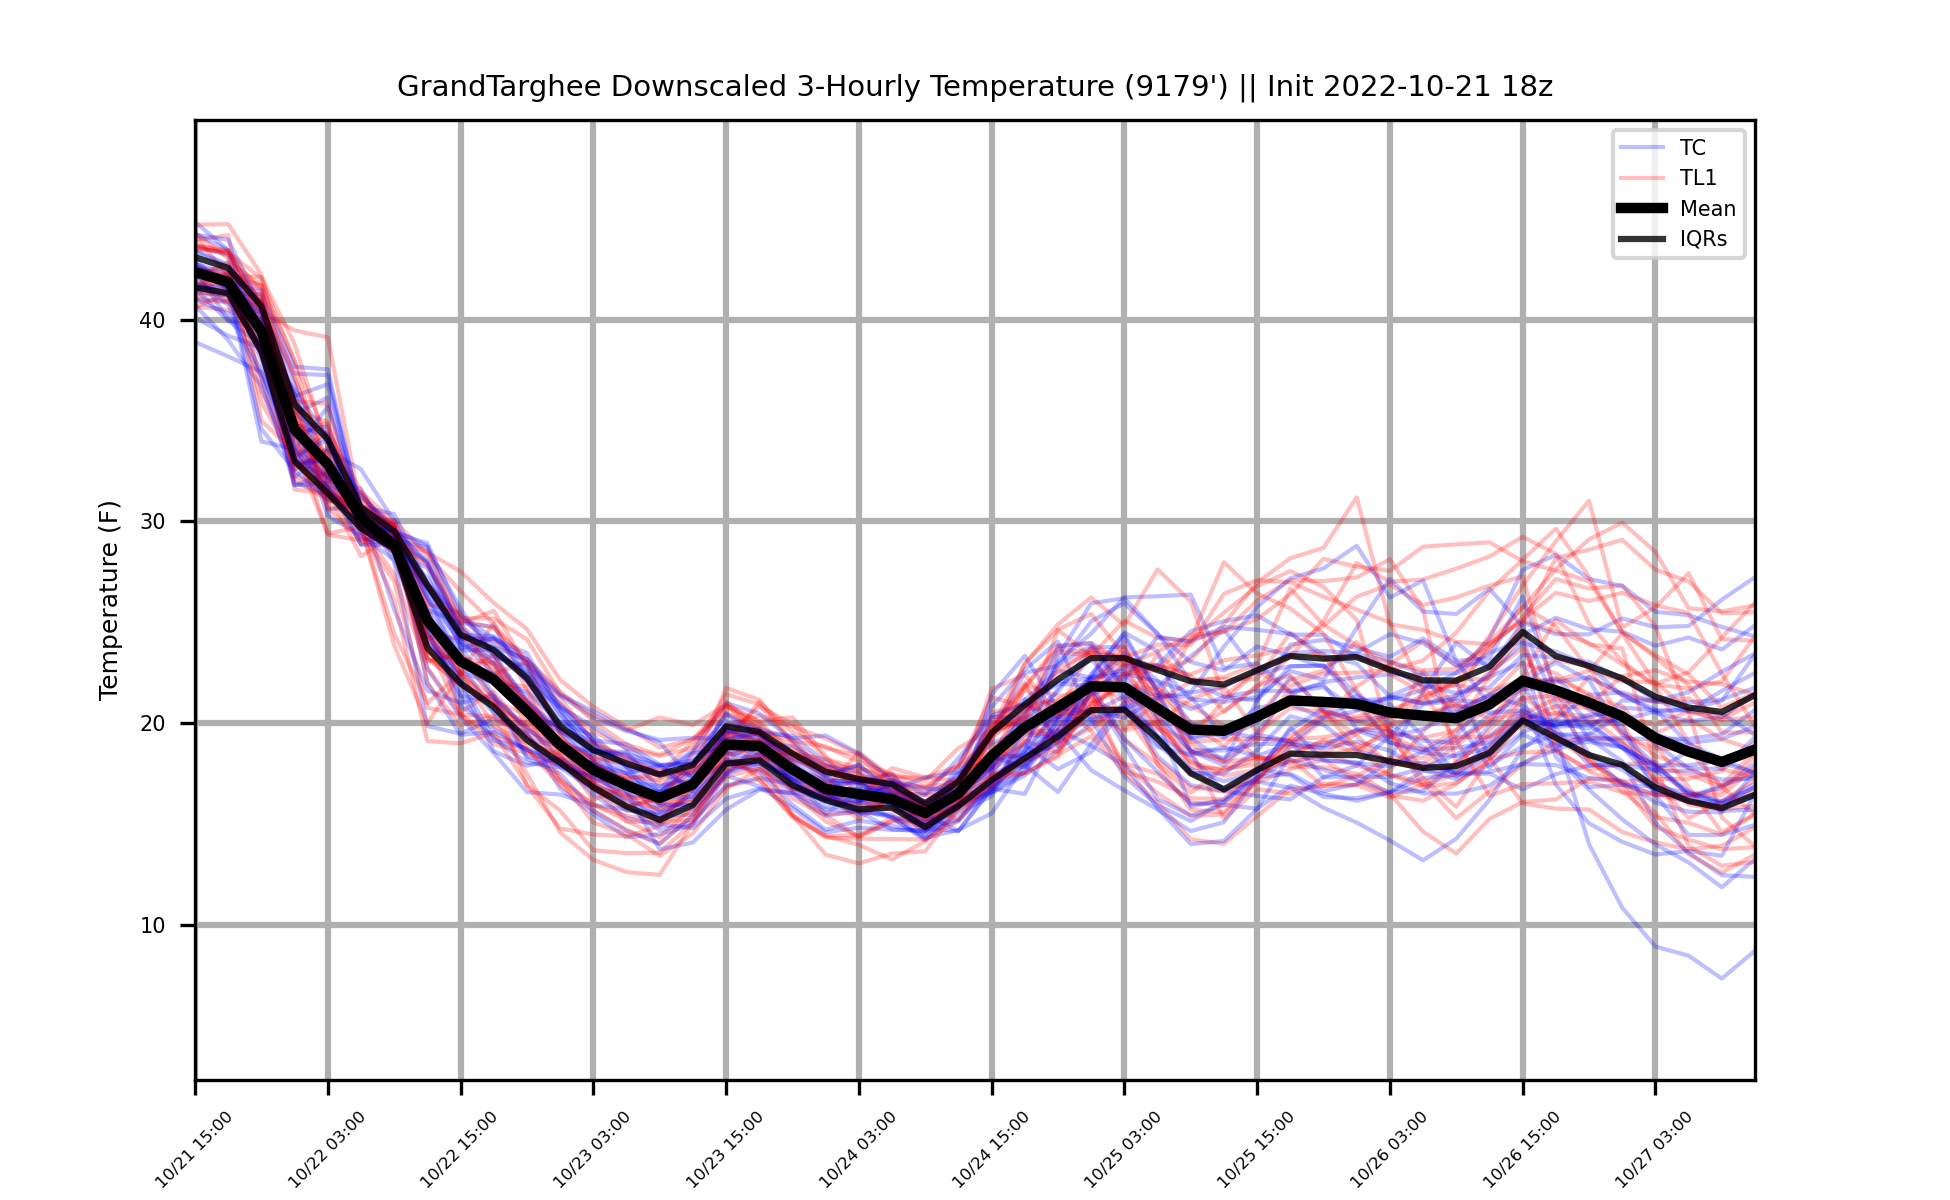 GrandTarghee Downscaled 3-Hourly Temperature (9179') || Init 2022-10-21 18z
TC
TL1
Mean
IQRs
Temperature (F)
40
30
20
10
10/21 15:00
10/22 03:00
10/22 15:00
10/23 03:00
10/23 15:00
10/24 03:00
10/24 15:00
10/25 03:00
10/25 15:00
10/26 03:00
10/26 15:00
10/27 03:00